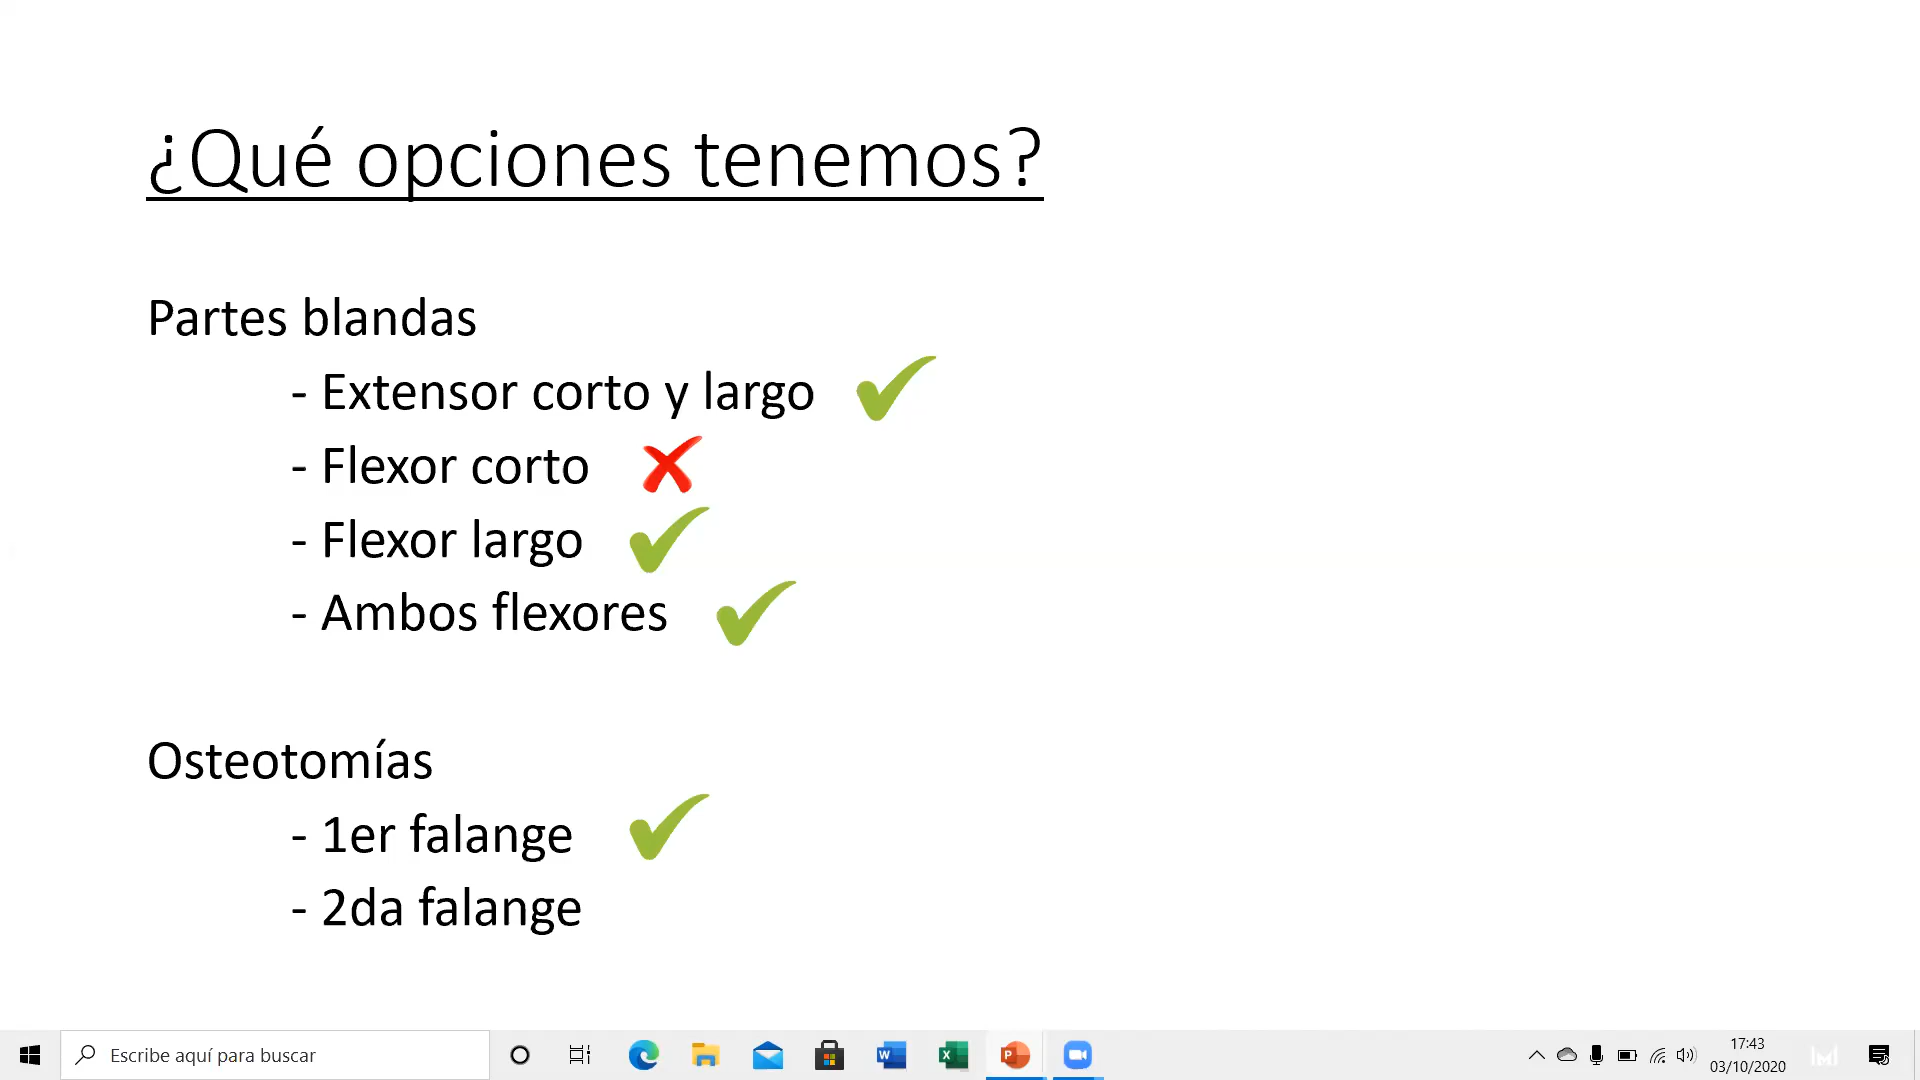 ¿Qué opciones tenemos?
Partes blandas
- Extensor corto y largo
- Flexor corto
- Flexor largo
- Ambos flexores
Osteotomías
- 1er falange
- 2da falange
Escribe aquí para buscar
17:43
03/10/2020